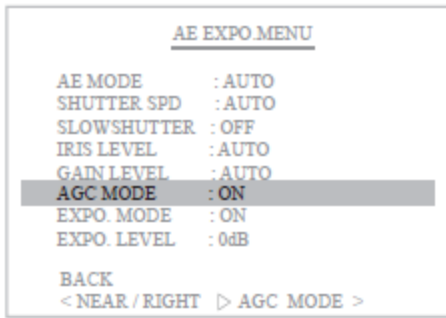 AE EXPO.MENU
AE MODE : AUTO
SHUTTER SPD : AUTO
SLOWSHUTTER : OFF
IRIS LEVEL : AUTO
GAIN LEVEL : AUTO
AGC MODE : ON
EXPO. MODE : ON
EXPO. LEVEL : 0dB
BACK
< NEAR / RIGHT ▷ AGC MODE >